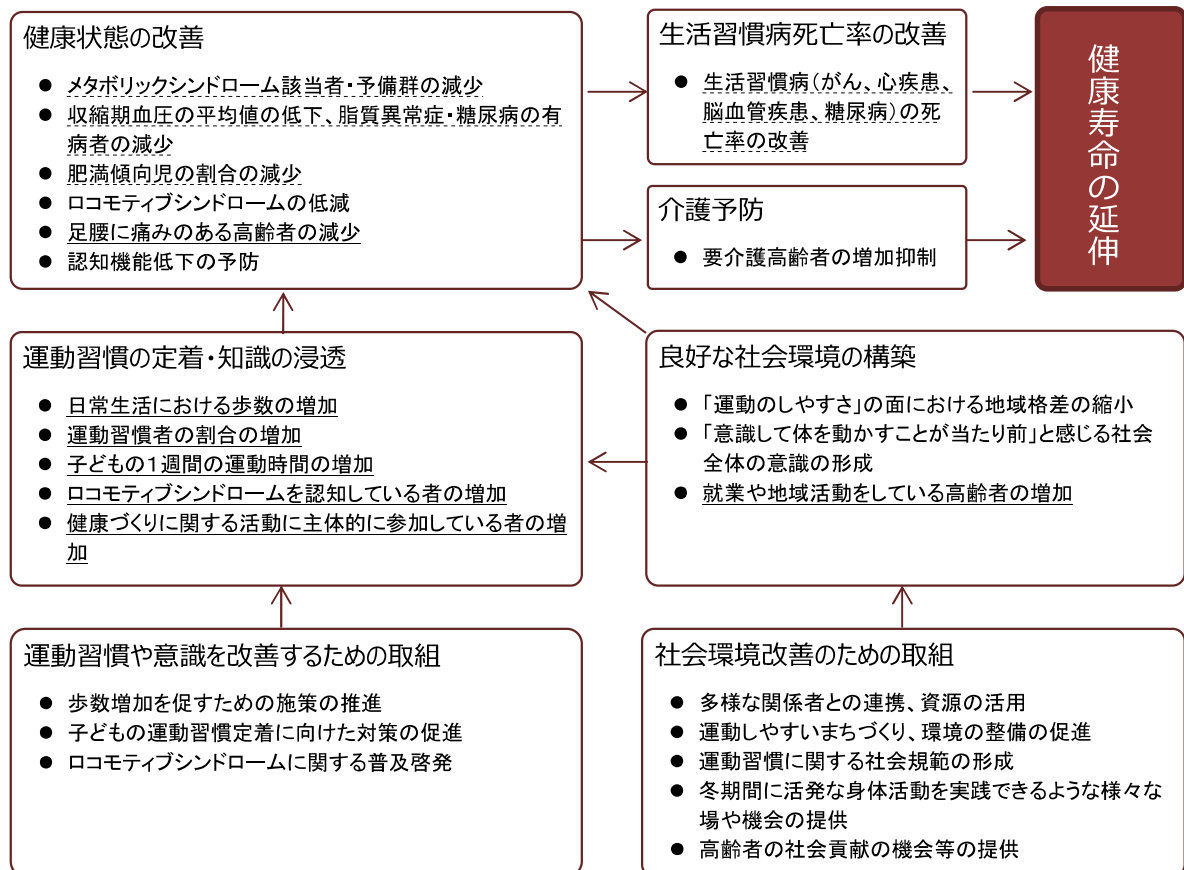 健康状態の改善
● メタボリックシンドローム該当者・予備群の減少
● 収縮期血圧の平均値の低下、脂質異常症・糖尿病の有
病者の減少
● 肥満傾向児の割合の減少
● ロコモティブシンドロームの低減
● 足腰に痛みのある高齢者の減少
● 認知機能低下の予防
生活習慣病死亡率の改善
● 生活習慣病（がん、心疾患、
脳血管疾患、糖尿病）の死
亡率の改善
介護予防
● 要介護高齢者の増加抑制
健康寿命の延伸
運動習慣の定着・知識の浸透
● 日常生活における歩数の増加
● 運動習慣者の割合の増加
● 子どもの１週間の運動時間の増加
● ロコモティブシンドロームを認知している者の増加
● 健康づくりに関する活動に主体的に参加している者の増
加
良好な社会環境の構築
● 「運動のしやすさ」の面における地域格差の縮小
● 「意識して体を動かすことが当たり前」と感じる社会
全体の意識の形成
● 就業や地域活動をしている高齢者の増加
運動習慣や意識を改善するための取組
● 歩数増加を促すための施策の推進
● 子どもの運動習慣定着に向けた対策の促進
● ロコモティブシンドロームに関する普及啓発
社会環境改善のための取組
● 多様な関係者との連携、資源の活用
● 運動しやすいまちづくり、環境の整備の促進
● 運動習慣に関する社会規範の形成
● 冬期間に活発な身体活動を実践できるような様々な
場や機会の提供
● 高齢者の社会貢献の機会等の提供